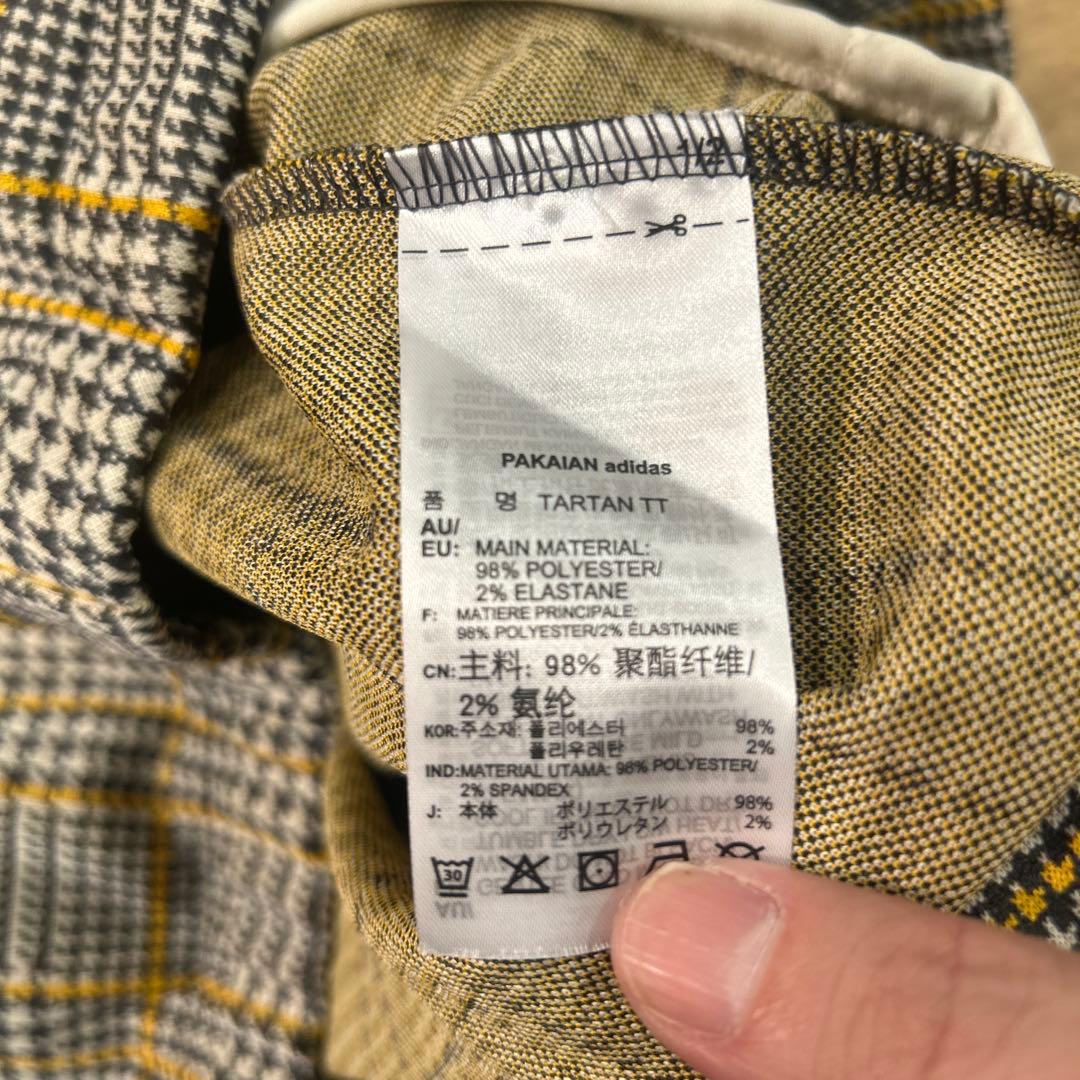 1/2
PAKAIAN adidas
품 명 TARTAN TT
AU/
EU: MAIN MATERIAL:
98% POLYESTER/
2% ELASTANE
F: MATIERE PRINCIPALE:
98% POLYESTER/2% ÉLASTHANNE
CN:主料: 98% 聚酯纤维/
2% 氨纶
KOR:주소재: 폴리에스터 98%
폴리우레탄 2%
IND:MATERIAL UTAMA: 98% POLYESTER/
2% SPANDEX
J: 本体 ポリエステル 98%
ポリウレタン 2%
30